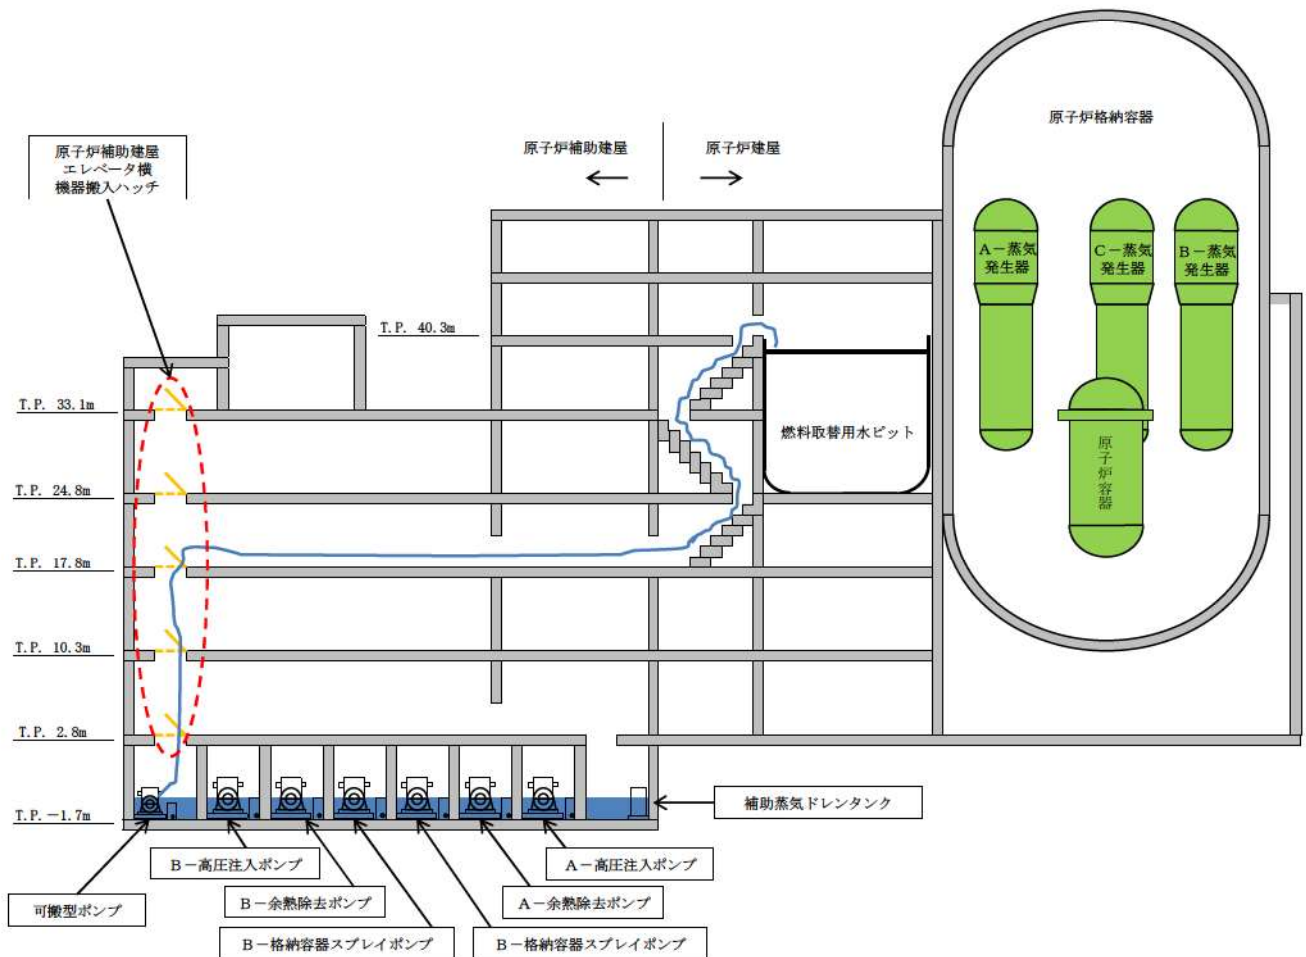 原子炉格納容器
原子炉補助建屋
エレベータ横
機器搬入ハッチ
原子炉補助建屋
原子炉建屋
A－蒸気
発生器
C－蒸気
発生器
B－蒸気
発生器
T.P. 40.3m
T.P. 33.1m
燃料取替用水ピット
原子炉容器
T.P. 24.8m
T.P. 17.8m
T.P. 10.3m
T.P. 2.8m
T.P. －1.7m
補助蒸気ドレンタンク
B－高圧注入ポンプ
A－高圧注入ポンプ
可搬型ポンプ
B－余熱除去ポンプ
A－余熱除去ポンプ
B－格納容器スプレイポンプ
B－格納容器スプレイポンプ